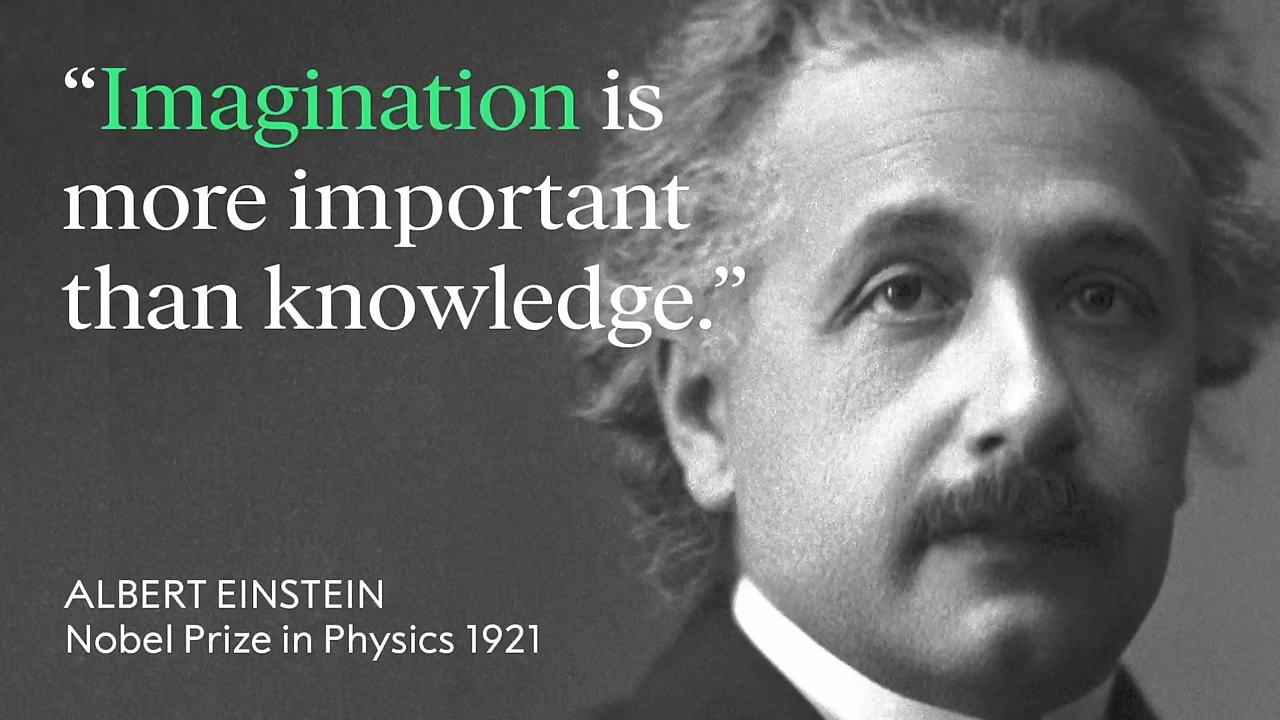 “Imagination is
more important
than knowledge.”
ALBERT EINSTEIN
Nobel Prize in Physics 1921